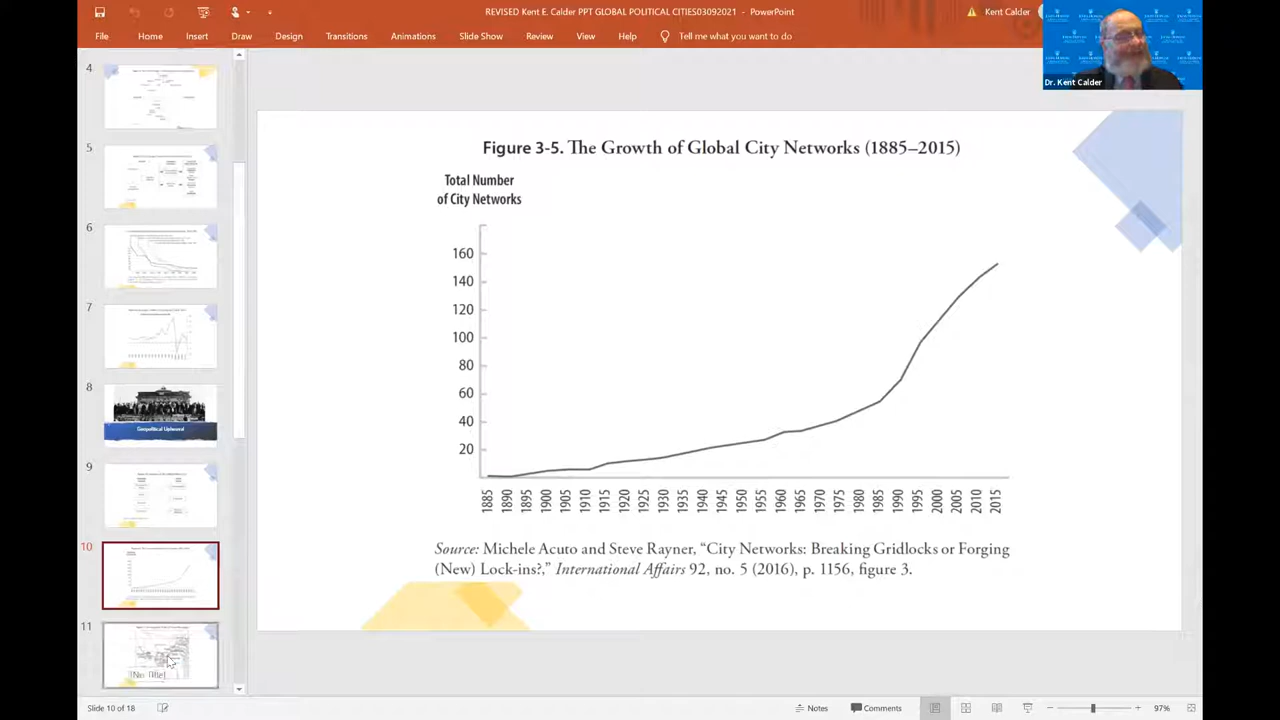 REVISED Kent E. Calder PPT GLOBAL POLITICAL CITIES03092021 - PowerPoint
Kent Calder
File Home Insert Draw Design Transitions Animations Slide Show Review View Help Tell me what you want to do
Dr. Kent Calder
4
5
6
7
8
Geopolitical Upheaval
9
10
11
Figure 3-5. The Growth of Global City Networks (1885–2015)
Total Number
of City Networks
160
140
120
100
80
60
40
20
1885 1890 1895 1900 1905 1915 1920 1925 1930 1935 1940 1945 1950 1955 1960 1965 1970 1975 1980 1985 1990 1995 2000 2005 2010 2015
Source: Michele Acuto and Steve Rayner, “City Networks: Braking Gridlocks or Forging
(New) Lock-ins?,” International Affairs 92, no. 5 (2016), p. 1156, figure 3.
Slide 10 of 18
Notes
Comments
97%